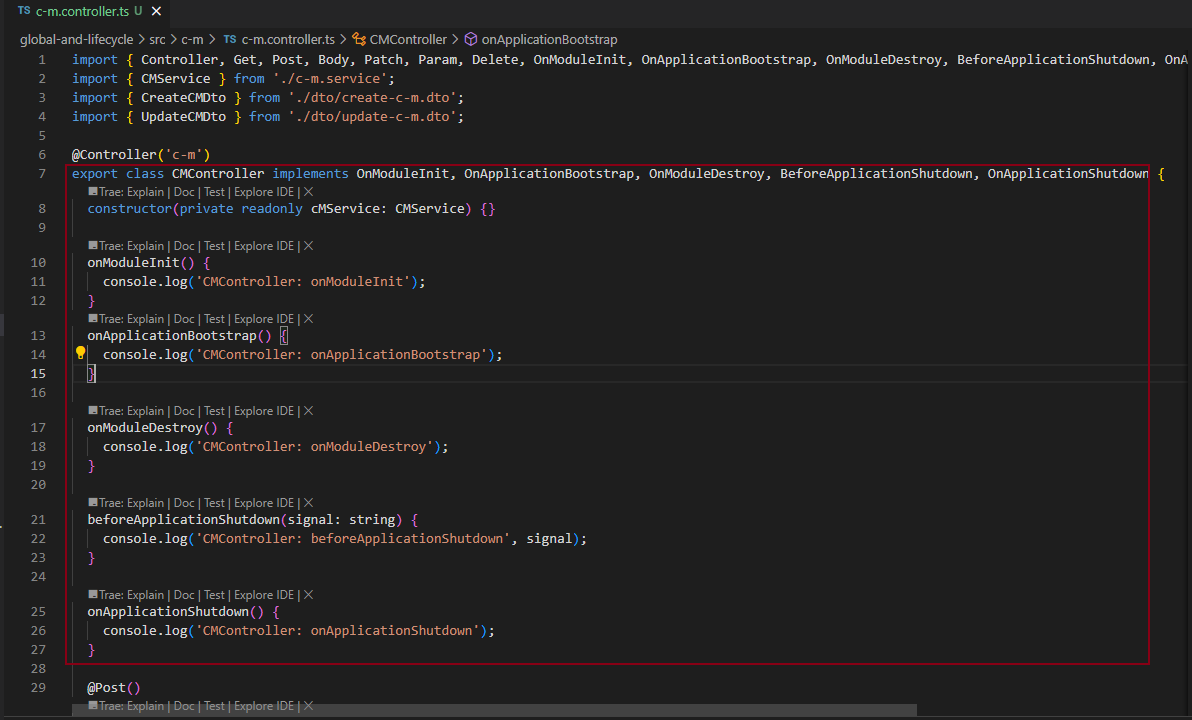 TS c-m.controller.ts U ×
global-and-lifecycle > src > c-m > TS c-m.controller.ts > CMController > onApplicationBootstrap
1 import { Controller, Get, Post, Body, Patch, Param, Delete, OnModuleInit, OnApplicationBootstrap, OnModuleDestroy, BeforeApplicationShutdown, OnA
2 import { CMService } from './c-m.service';
3 import { CreateCMDto } from './dto/create-c-m.dto';
4 import { UpdateCMDto } from './dto/update-c-m.dto';
5
6 @Controller('c-m')
7 export class CMController implements OnModuleInit, OnApplicationBootstrap, OnModuleDestroy, BeforeApplicationShutdown, OnApplicationShutdown {
Trae: Explain | Doc | Test | Explore IDE | ×
8 constructor(private readonly cMService: CMService) {}
9
Trae: Explain | Doc | Test | Explore IDE | ×
10 onModuleInit() {
11 console.log('CMController: onModuleInit');
12 }
Trae: Explain | Doc | Test | Explore IDE | ×
13 onApplicationBootstrap() {
14 console.log('CMController: onApplicationBootstrap');
15 }
16
Trae: Explain | Doc | Test | Explore IDE | ×
17 onModuleDestroy() {
18 console.log('CMController: onModuleDestroy');
19 }
20
Trae: Explain | Doc | Test | Explore IDE | ×
21 beforeApplicationShutdown(signal: string) {
22 console.log('CMController: beforeApplicationShutdown', signal);
23 }
24
Trae: Explain | Doc | Test | Explore IDE | ×
25 onApplicationShutdown() {
26 console.log('CMController: onApplicationShutdown');
27 }
28
29 @Post()
Trae: Explain | Doc | Test | Explore IDE | ×